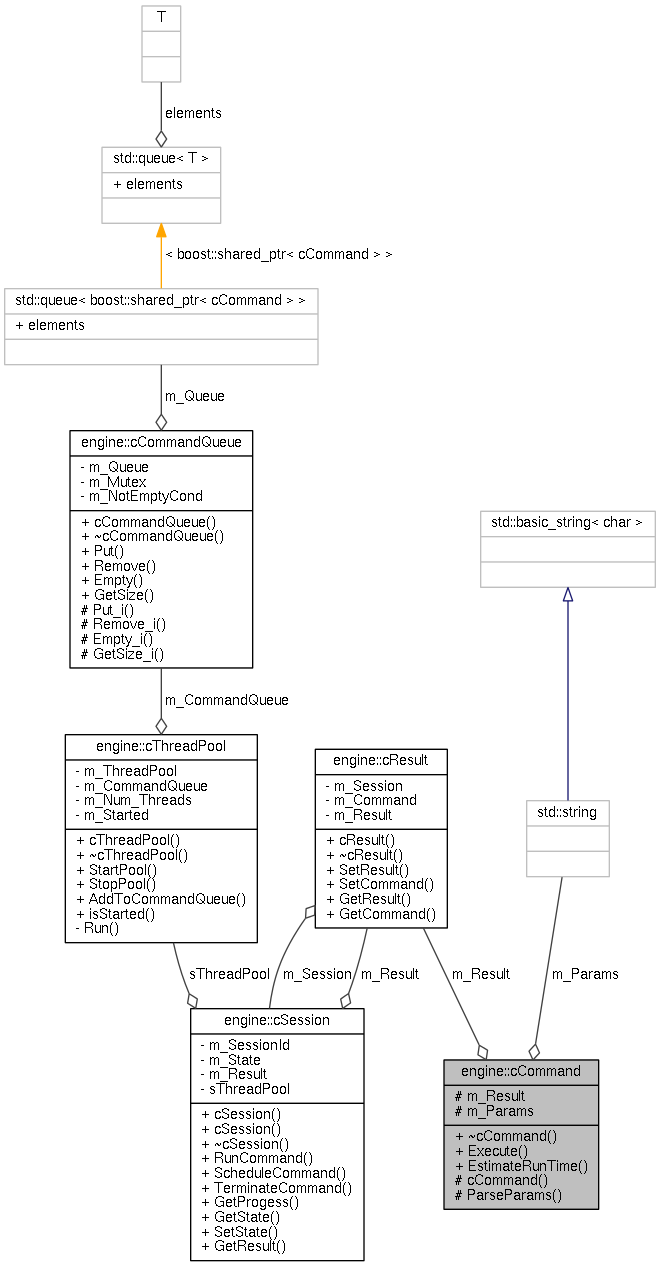 T
elements
std::queue< T >
+ elements
< boost::shared_ptr< cCommand > >
std::queue< boost::shared_ptr< cCommand > >
+ elements
m_Queue
engine::cCommandQueue
- m_Queue
- m_Mutex
- m_NotEmptyCond
+ cCommandQueue()
+ ~cCommandQueue()
+ Put()
+ Remove()
+ Empty()
+ GetSize()
# Put_i()
# Remove_i()
# Empty_i()
# GetSize_i()
std::basic_string< char >
m_CommandQueue
engine::cThreadPool
- m_ThreadPool
- m_CommandQueue
- m_Num_Threads
- m_Started
+ cThreadPool()
+ ~cThreadPool()
+ StartPool()
+ StopPool()
+ AddToCommandQueue()
+ isStarted()
- Run()
engine::cResult
- m_Session
- m_Command
- m_Result
+ cResult()
+ ~cResult()
+ SetResult()
+ SetCommand()
+ GetResult()
+ GetCommand()
std::string
sThreadPool
m_Session
m_Result
m_Result
m_Params
engine::cSession
- m_SessionId
- m_State
- m_Result
- sThreadPool
+ cSession()
+ cSession()
+ ~cSession()
+ RunCommand()
+ ScheduleCommand()
+ TerminateCommand()
+ GetProgess()
+ GetState()
+ SetState()
+ GetResult()
engine::cCommand
# m_Result
# m_Params
+ ~cCommand()
+ Execute()
+ EstimateRunTime()
# cCommand()
# ParseParams()